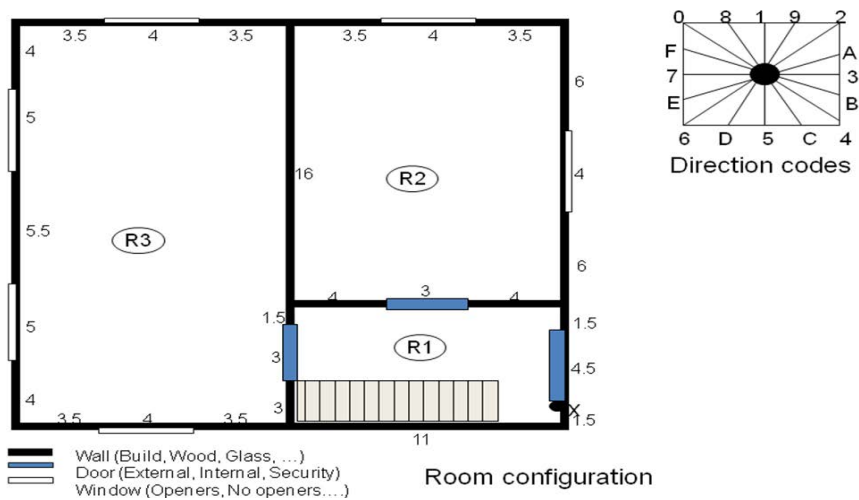 3.5 4 3.5 3.5 4 3.5
0 8 1 9 2
4
F A
7 3
E B
6 D 5 C 4
Direction codes
5
6
16
R2
4
5.5
R3
6
4 3 4
1.5 1.5
R1
5 3 4.5
4 3 X
1.5
3.5 4 3.5
11
Wall (Build, Wood, Glass, …)
Door (External, Internal, Security)
Window (Openers, No openers….)
Room configuration